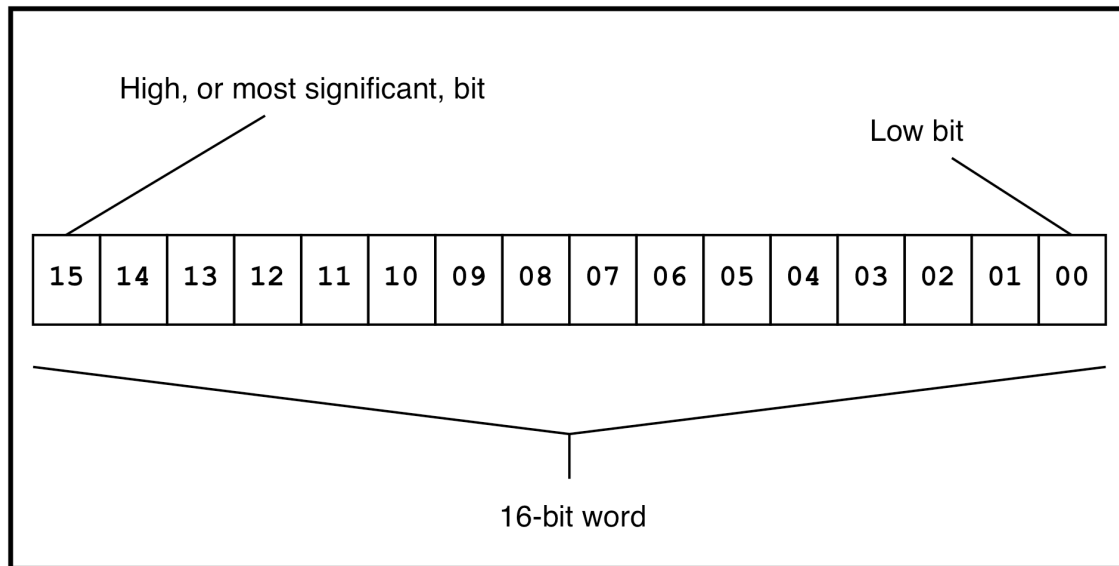 High, or most significant, bit
Low bit
15 14 13 12 11 10 09 08 07 06 05 04 03 02 01 00
16-bit word